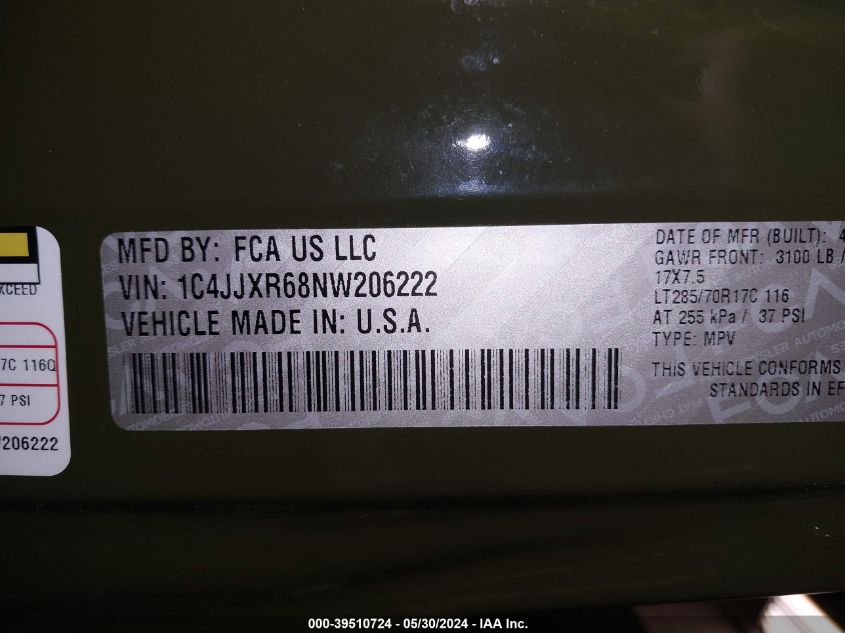 MFD BY: FCA US LLC
VIN: 1C4JJXR68NW206222
VEHICLE MADE IN: U.S.A.
DATE OF MFR (BUILT): 4
GAWR FRONT: 3100 LB
17X7.5
LT285/70R17C 116
AT 255 kPa / 37 PSI
TYPE: MPV
THIS VEHICLE CONFORMS
STANDARDS IN EF
XCEED
7C 116Q
7 PSI
206222
000-39510724 - 05/30/2024 - IAA Inc.